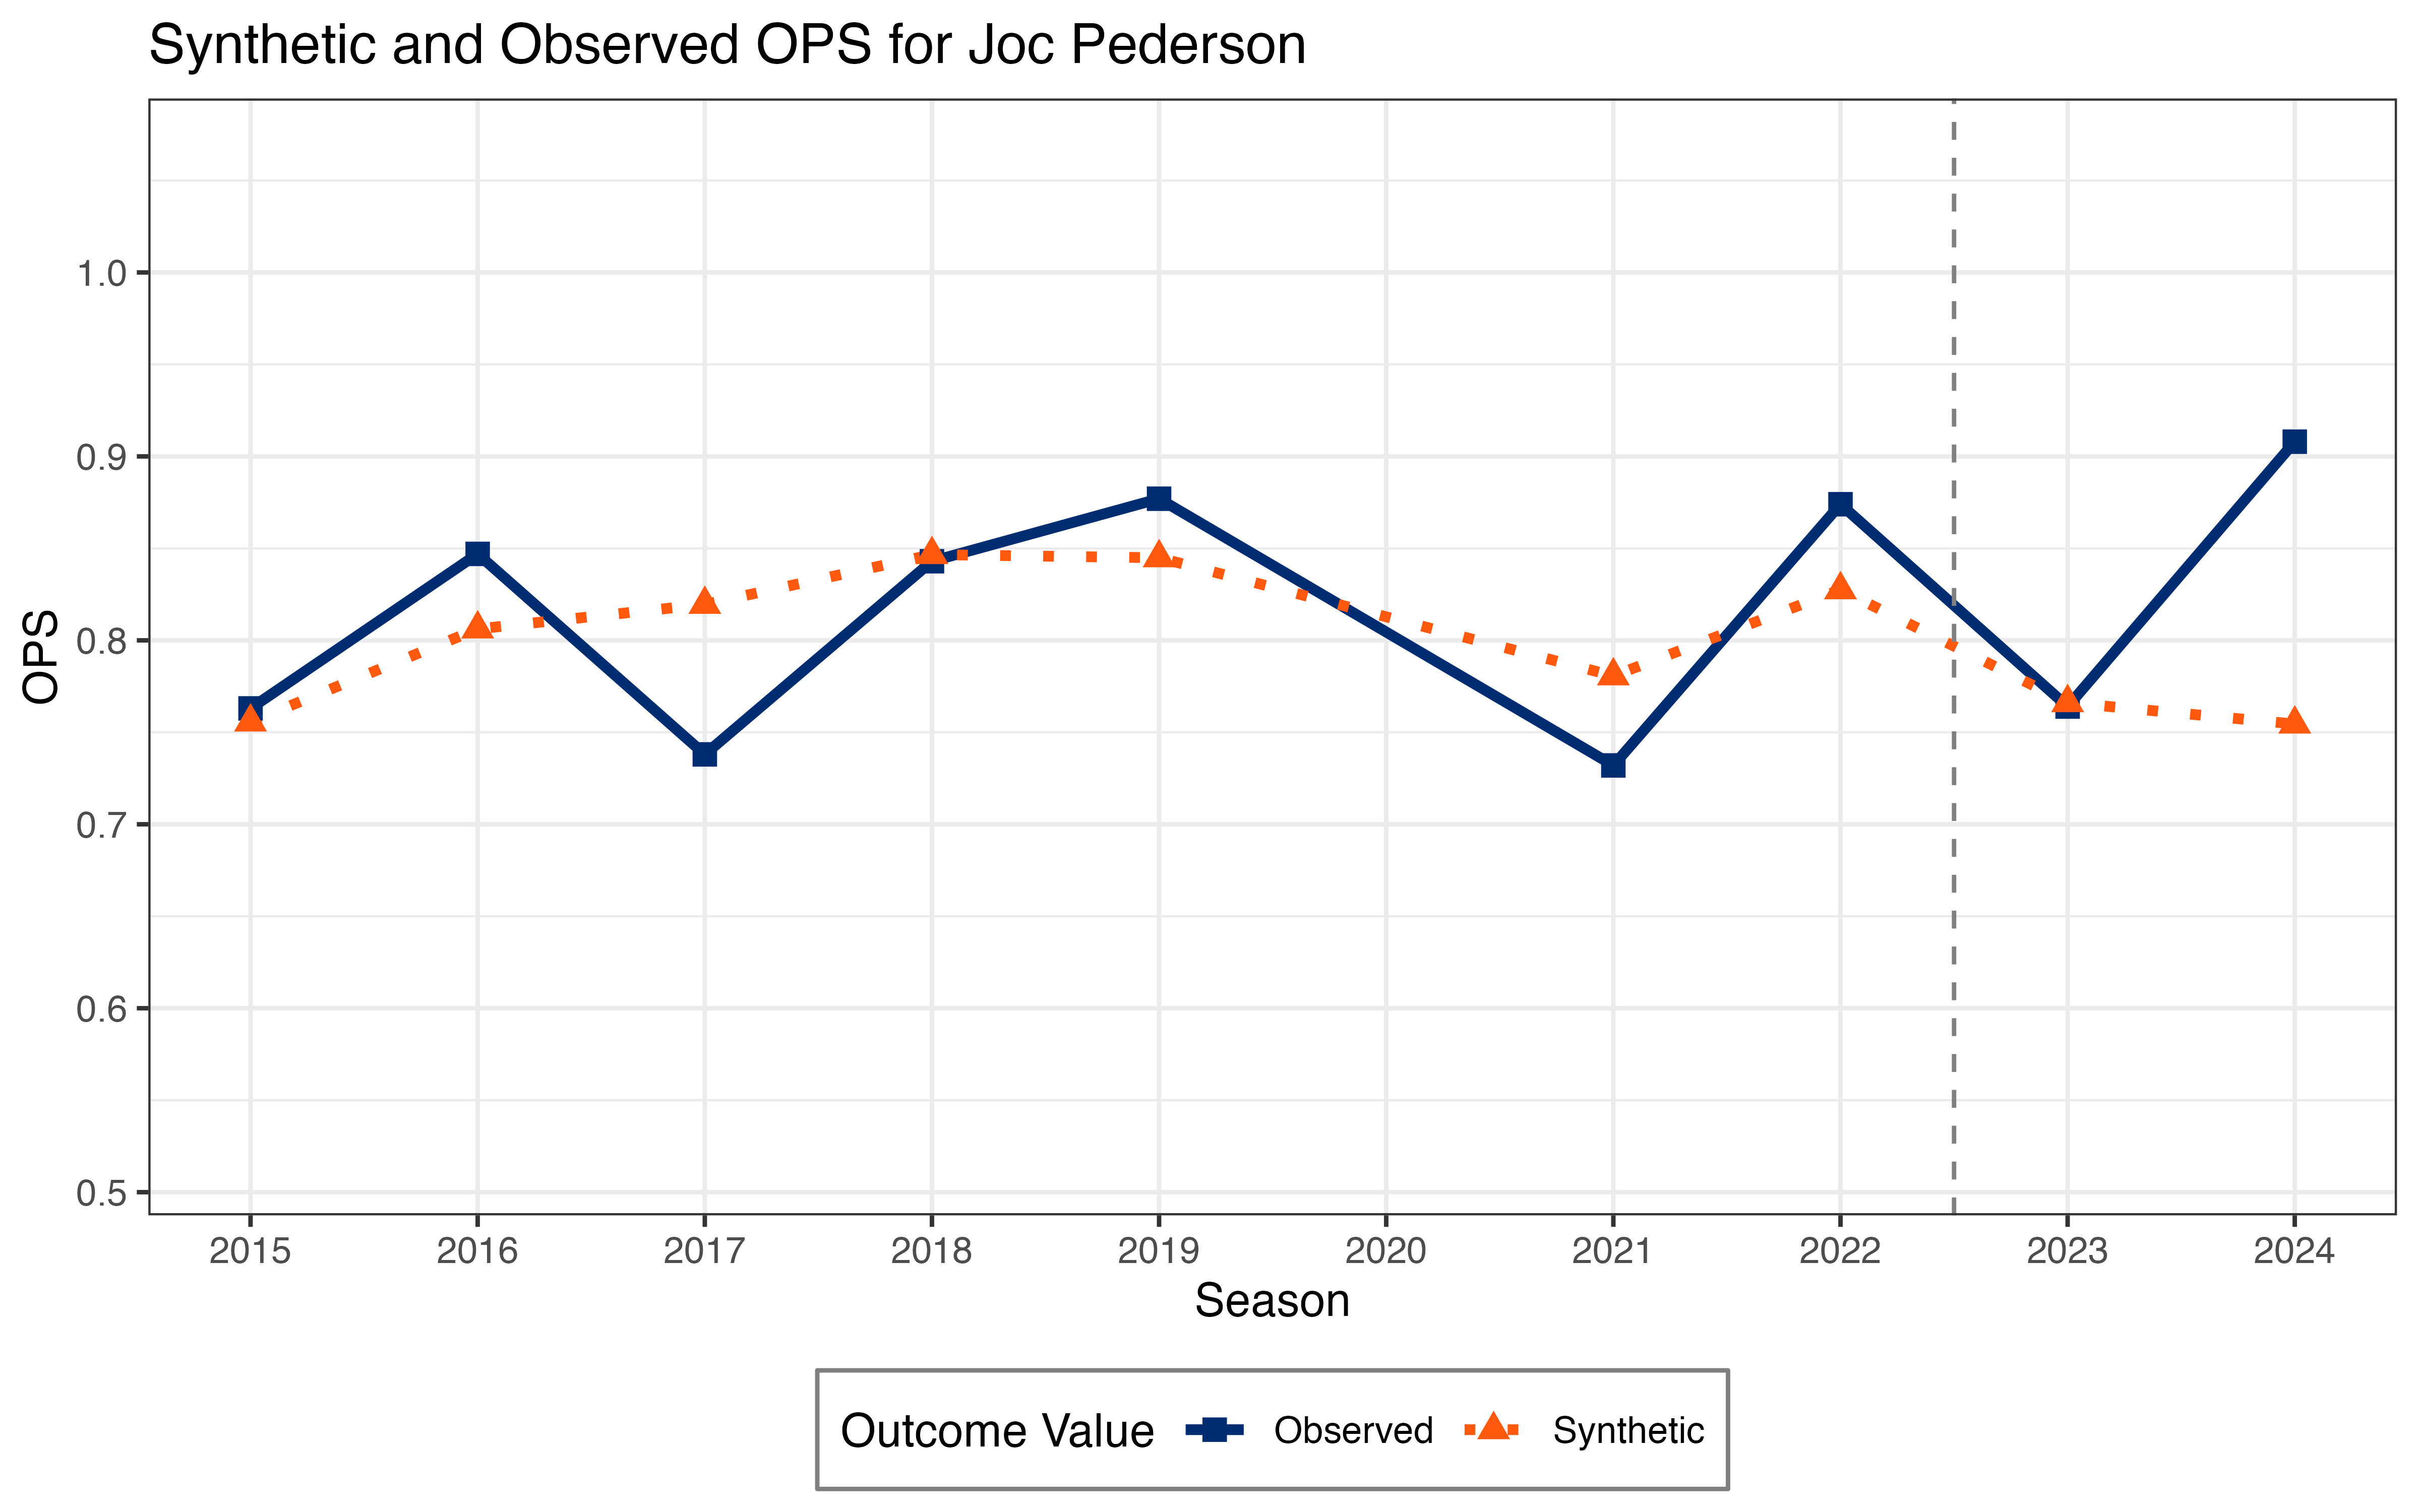 Synthetic and Observed OPS for Joc Pederson
OPS
1.0
0.9
0.8
0.7
0.6
0.5
2015 2016 2017 2018 2019 2020 2021 2022 2023 2024
Season
Outcome Value Observed Synthetic